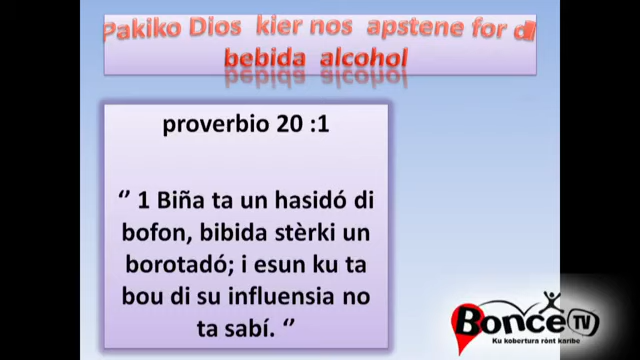 Pakiko Dios kier nos apstene for di
bebida alcohol
proverbio 20 :1
‘’ 1 Biña ta un hasidó di
bofon, bibida stèrki un
borotadó; i esun ku ta
bou di su influensia no
ta sabí. ‘’
Bonce TV
Ku kobertura rònt karibe